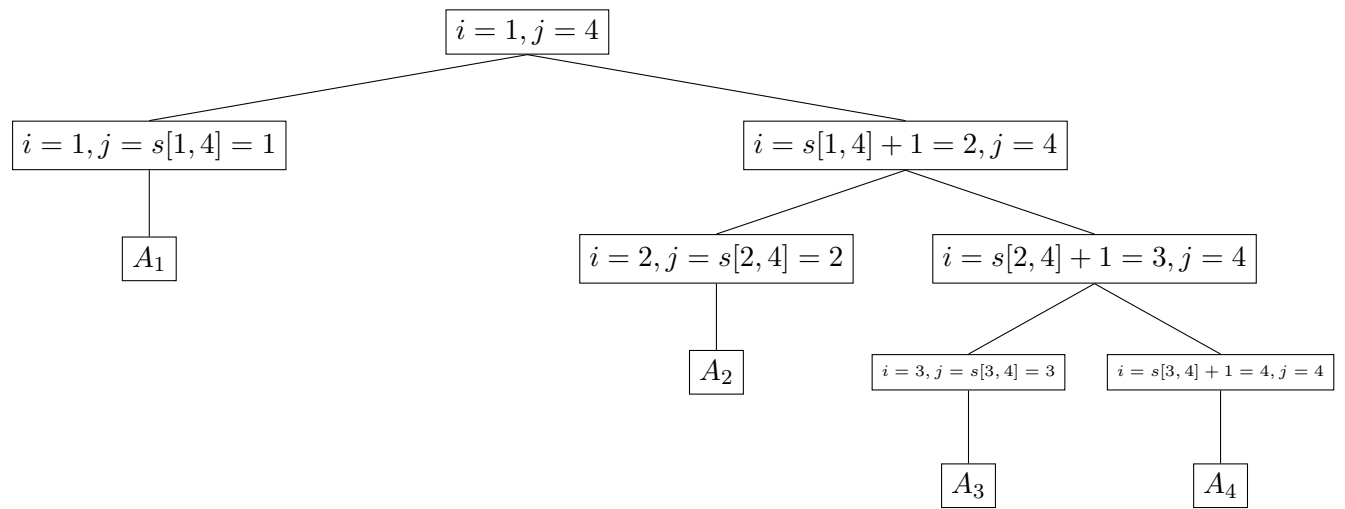 i = 1, j = 4
i = 1, j = s[1, 4] = 1
i = s[1, 4] + 1 = 2, j = 4
A₁
i = 2, j = s[2, 4] = 2
i = s[2, 4] + 1 = 3, j = 4
A₂
i = 3, j = s[3, 4] = 3
i = s[3, 4] + 1 = 4, j = 4
A₃
A₄